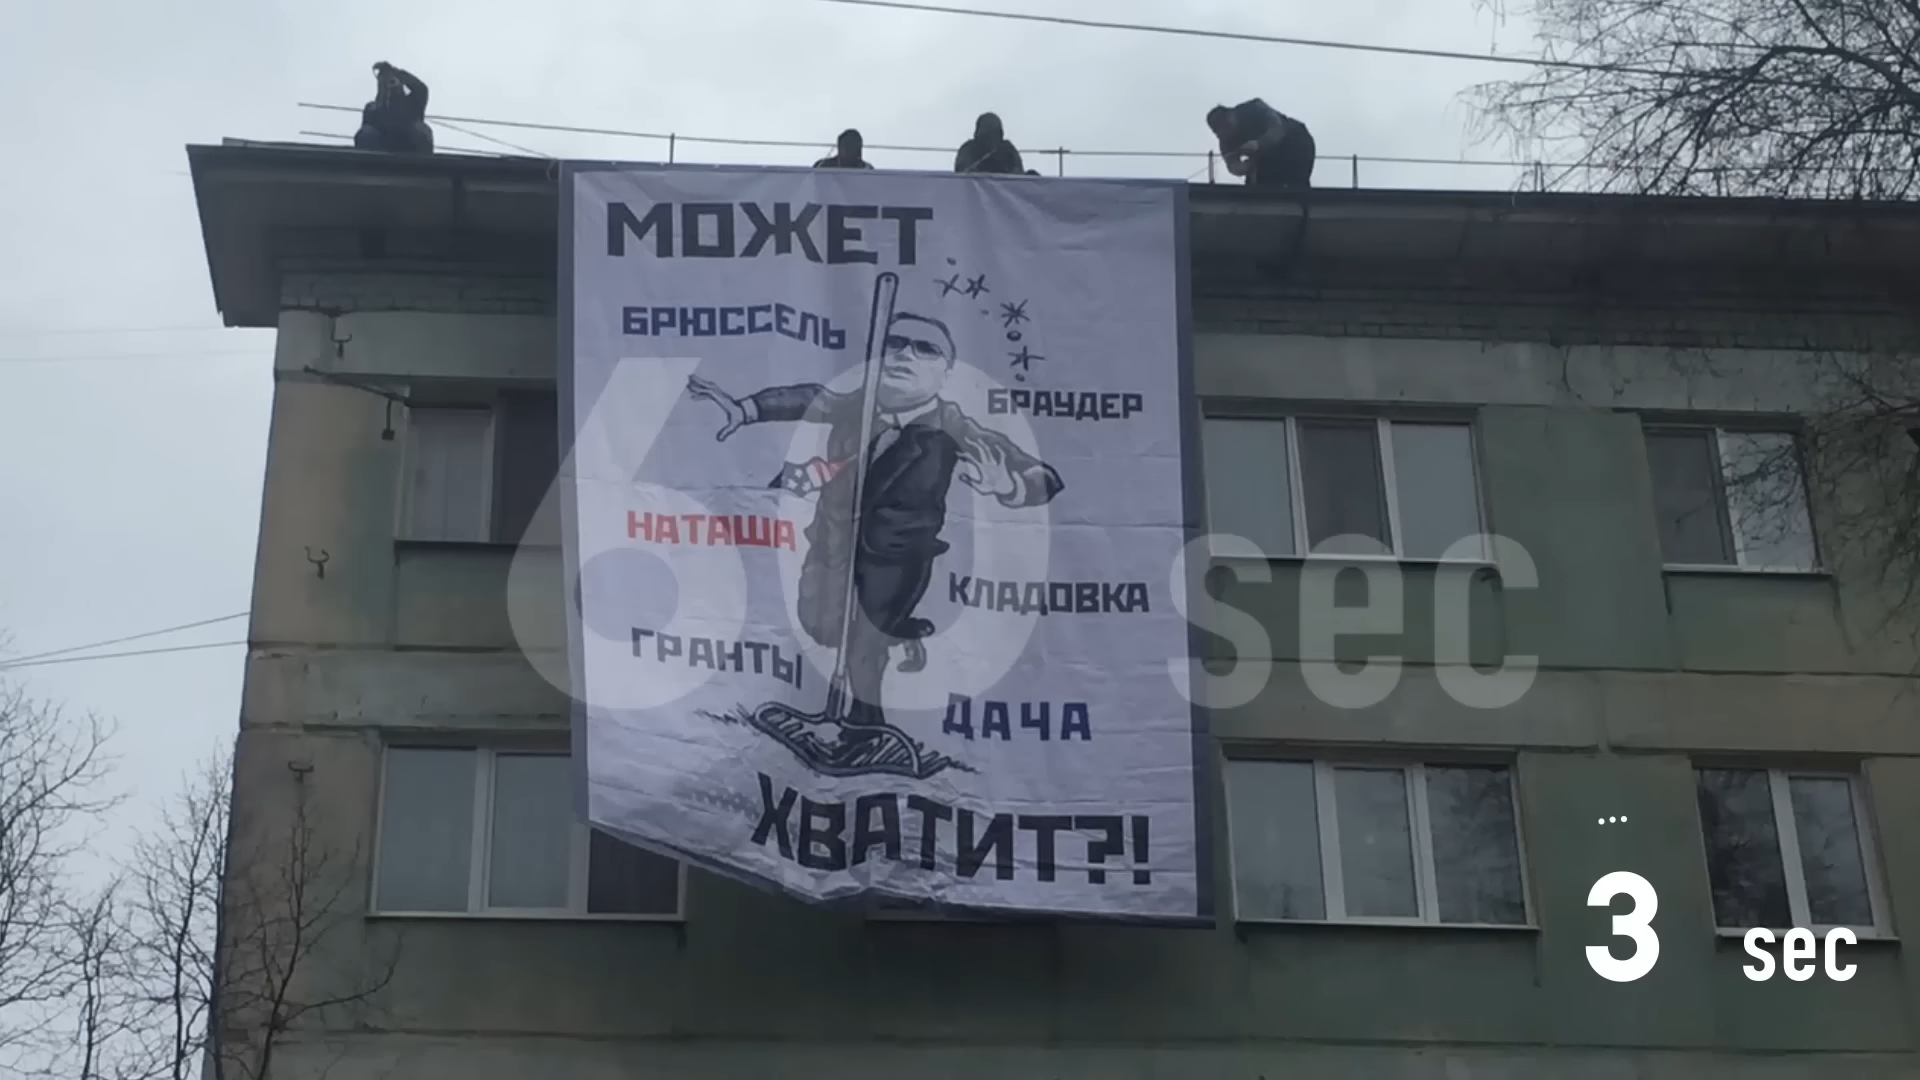 МОЖЕТ
БРЮССЕЛЬ
БРАУДЕР
НАТАША
КЛАДОВКА
ГРАНТЫ
ДАЧА
ХВАТИТ?!
60 sec
...
3 sec